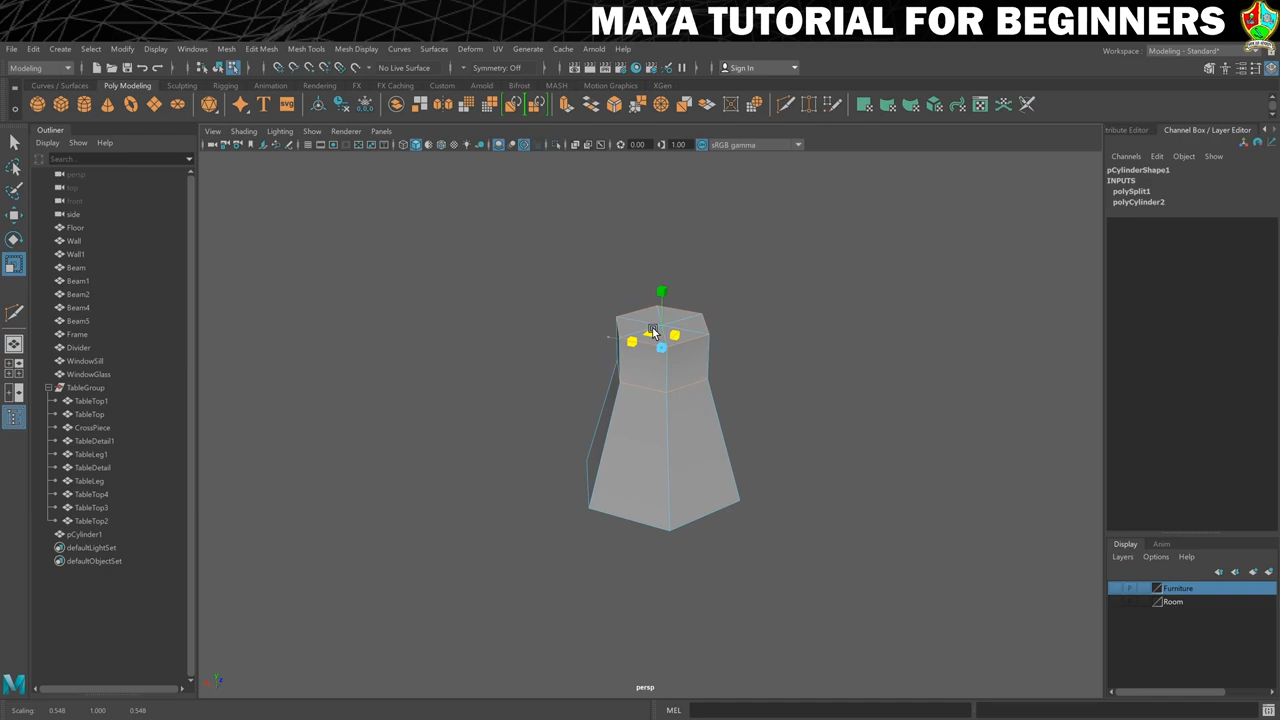 MAYA TUTORIAL FOR BEGINNERS
File Edit Create Select Modify Display Windows Mesh Edit Mesh Mesh Tools Mesh Display Curves Surfaces Deform UV Generate Cache Arnold Help
Workspace : Modeling - Standard*
Modeling No Live Surface Symmetry: Off Sign In
Curves / Surfaces Poly Modeling Sculpting Rigging Animation Rendering FX FX Caching Custom Arnold Bifrost MASH Motion Graphics XGen
Outliner
Display Show Help
Search...
View Shading Lighting Show Renderer Panels
0.00 1.00 sRGB gamma
persp
top
front
side
Floor
Wall
Wall1
Beam
Beam1
Beam2
Beam4
Beam5
Frame
Divider
WindowSill
WindowGlass
TableGroup
TableTop1
TableTop
CrossPiece
TableDetail1
TableLeg1
TableDetail
TableLeg
TableTop4
TableTop3
TableTop2
pCylinder1
defaultLightSet
defaultObjectSet
persp
tribute Editor Channel Box / Layer Editor
Channels Edit Object Show
pCylinderShape1
INPUTS
polySplit1
polyCylinder2
Display Anim
Layers Options Help
P Furniture
Room
Scaling: 0.548 1.000 0.548
MEL